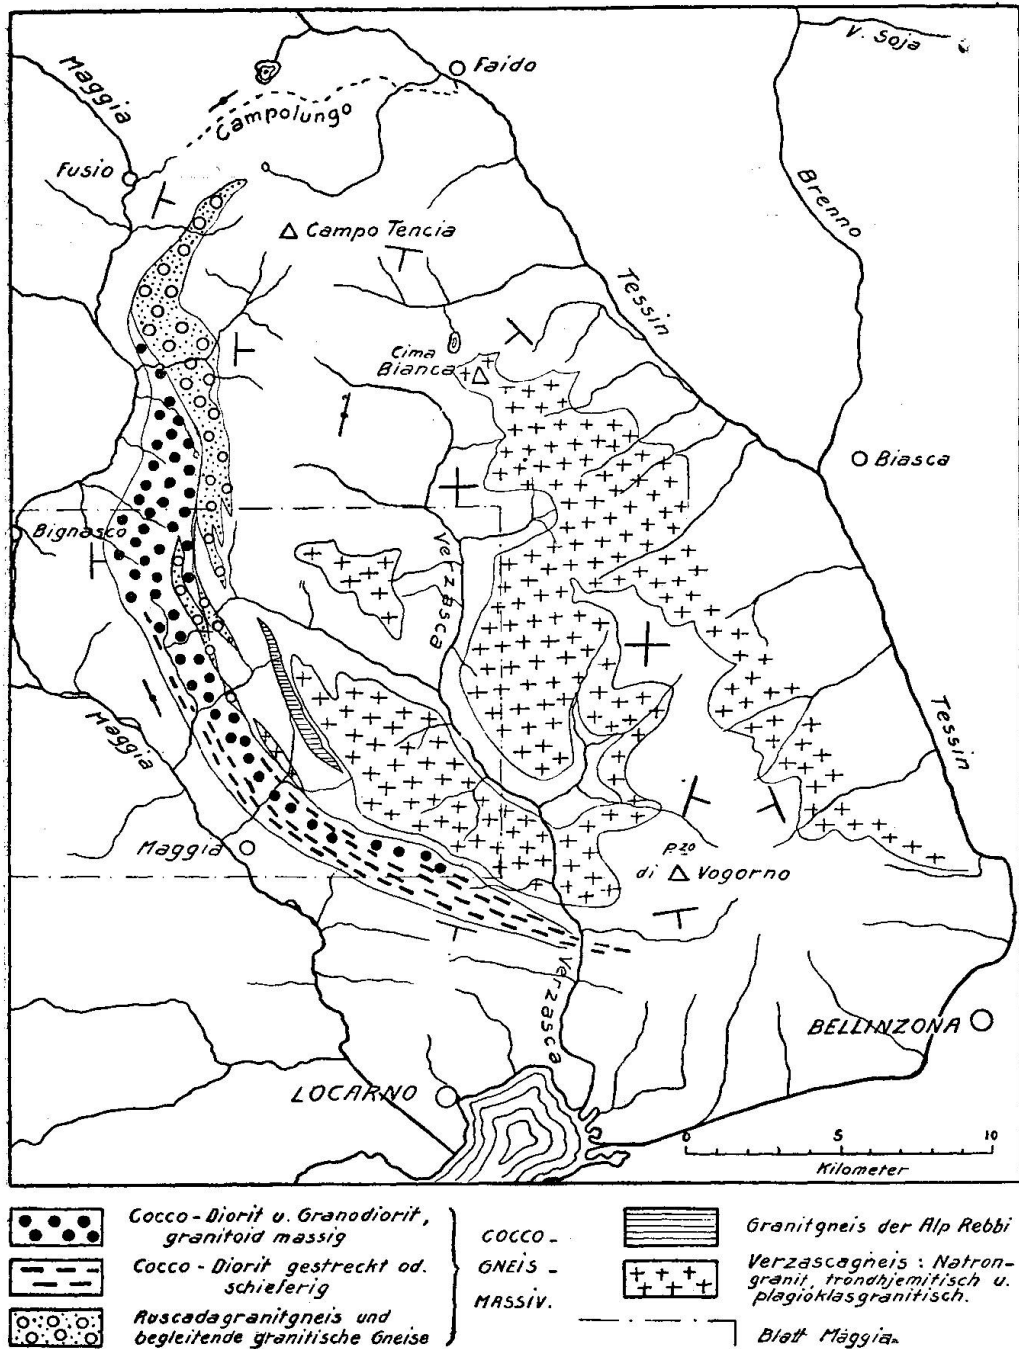 V. Soja
Maggia
Faido
Campolungo
Fusio
Brenno
Campo Tencia
Tessin
Cima
Bianca
Biasca
Bignasco
Verzasca
Maggia
Tessin
Maggia
P.zo
di Vogorno
Verzasca
BELLINZONA
LOCARNO
0 5 10
Kilometer
Cocco-Diorit u. Granodiorit,
granitoid massig
Cocco-Diorit gestreckt od.
schieferig
Ruscadagranitgneis und
begleitende granitische Gneise
COCCO-
GNEIS-
MASSIV.
Granitgneis der Alp Rebbi
Verzascagneis: Natron-
granit, trondhjemitisch u.
plagioklasgranitisch.
Blatt Maggia.